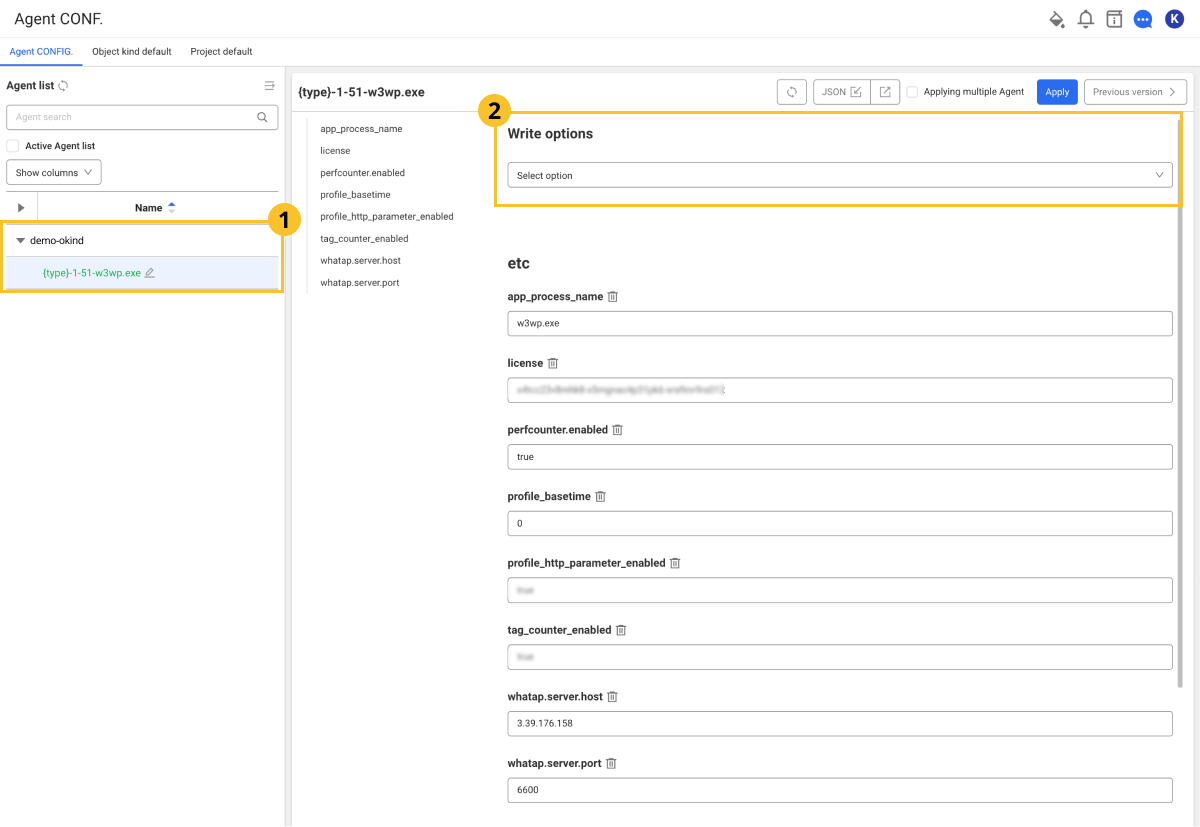 Agent CONF.
K
Agent CONFIG.
Object kind default
Project default
Agent list
Agent search
Active Agent list
Show columns
Name
1
demo-okind
{type}-1-51-w3wp.exe
{type}-1-51-w3wp.exe
JSON
Applying multiple Agent
Apply
Previous version
app_process_name
license
perfcounter.enabled
profile_basetime
profile_http_parameter_enabled
tag_counter_enabled
whatap.server.host
whatap.server.port
2
Write options
Select option
etc
app_process_name
w3wp.exe
license
perfcounter.enabled
true
profile_basetime
0
profile_http_parameter_enabled
true
tag_counter_enabled
true
whatap.server.host
3.39.176.158
whatap.server.port
6600